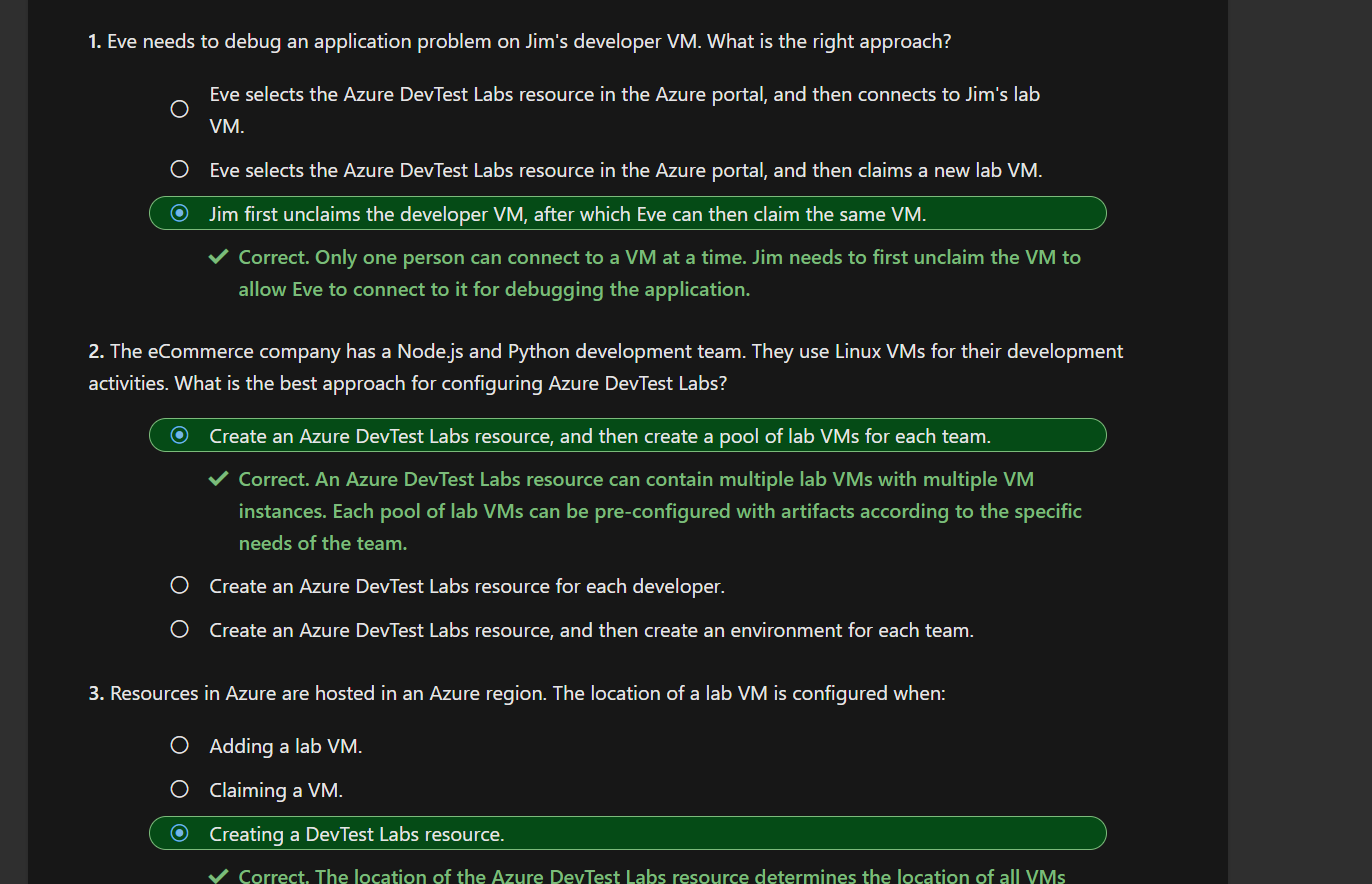 1. Eve needs to debug an application problem on Jim's developer VM. What is the right approach?
Eve selects the Azure DevTest Labs resource in the Azure portal, and then connects to Jim's lab
VM.
Eve selects the Azure DevTest Labs resource in the Azure portal, and then claims a new lab VM.
Jim first unclaims the developer VM, after which Eve can then claim the same VM.
Correct. Only one person can connect to a VM at a time. Jim needs to first unclaim the VM to
allow Eve to connect to it for debugging the application.
2. The eCommerce company has a Node.js and Python development team. They use Linux VMs for their development
activities. What is the best approach for configuring Azure DevTest Labs?
Create an Azure DevTest Labs resource, and then create a pool of lab VMs for each team.
Correct. An Azure DevTest Labs resource can contain multiple lab VMs with multiple VM
instances. Each pool of lab VMs can be pre-configured with artifacts according to the specific
needs of the team.
Create an Azure DevTest Labs resource for each developer.
Create an Azure DevTest Labs resource, and then create an environment for each team.
3. Resources in Azure are hosted in an Azure region. The location of a lab VM is configured when:
Adding a lab VM.
Claiming a VM.
Creating a DevTest Labs resource.
Correct. The location of the Azure DevTest Labs resource determines the location of all VMs